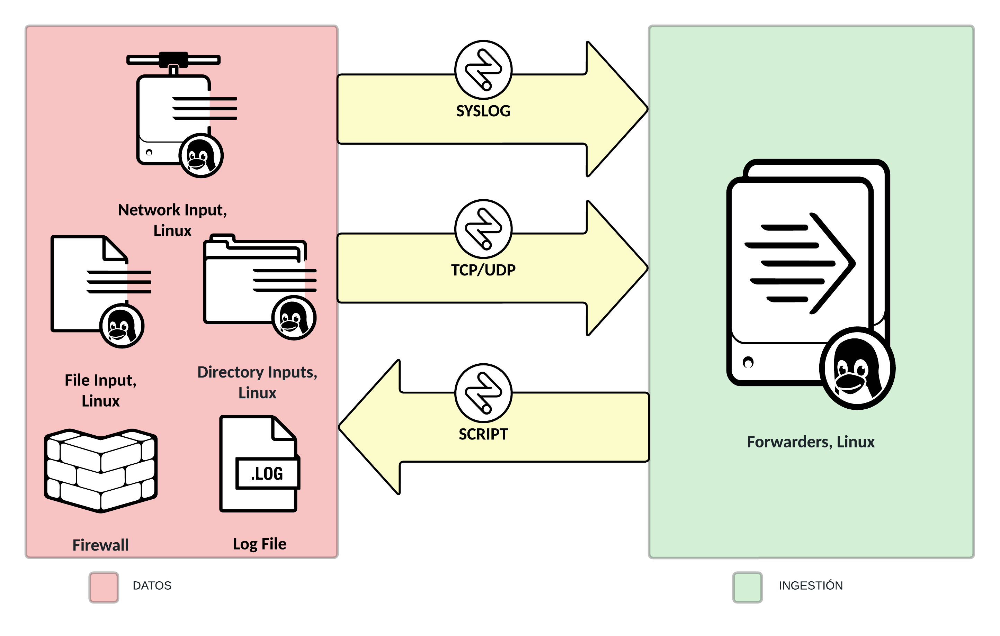 SYSLOG
Network Input,
Linux
TCP/UDP
File Input,
Linux
Directory Inputs,
Linux
SCRIPT
Forwarders, Linux
.LOG
Firewall
Log File
DATOS
INGESTIÓN